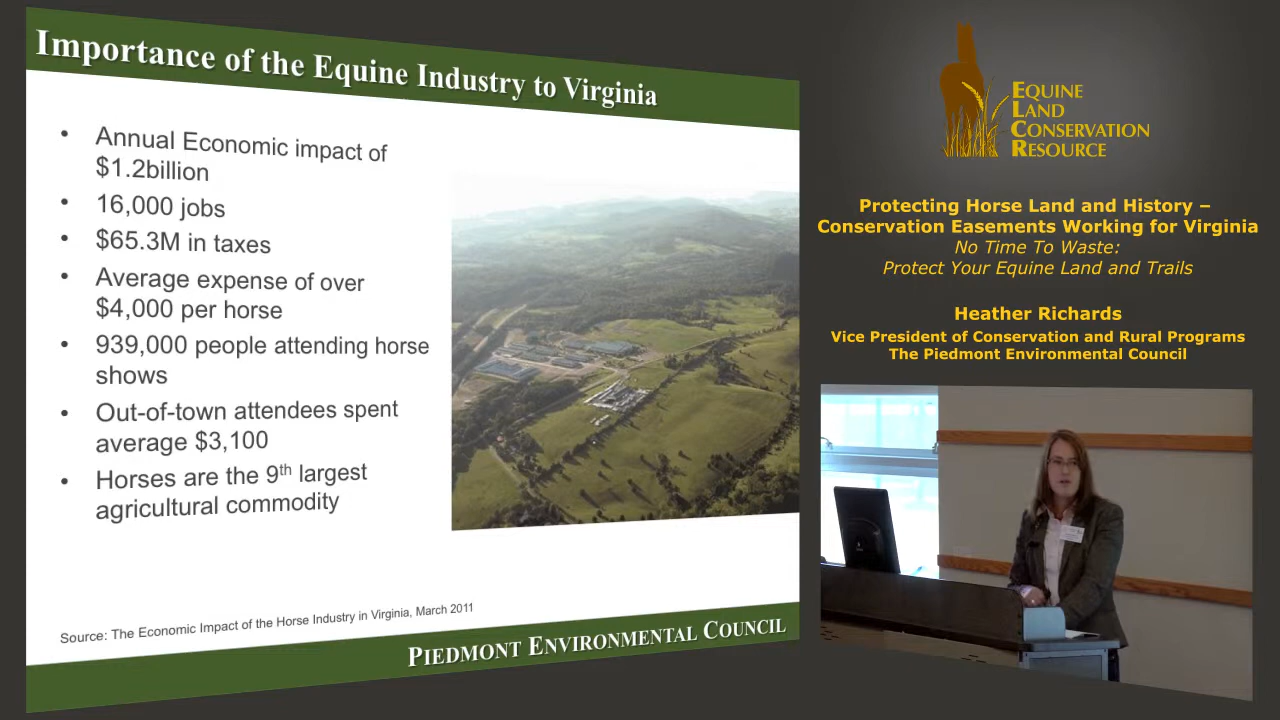 Importance of the Equine Industry to Virginia
• Annual Economic impact of
$1.2billion
• 16,000 jobs
• $65.3M in taxes
• Average expense of over
$4,000 per horse
• 939,000 people attending horse
shows
• Out-of-town attendees spent
average $3,100
• Horses are the 9th largest
agricultural commodity
Source: The Economic Impact of the Horse Industry in Virginia, March 2011
PIEDMONT ENVIRONMENTAL COUNCIL
EQUINE
LAND
CONSERVATION
RESOURCE
Protecting Horse Land and History –
Conservation Easements Working for Virginia
No Time To Waste:
Protect Your Equine Land and Trails
Heather Richards
Vice President of Conservation and Rural Programs
The Piedmont Environmental Council